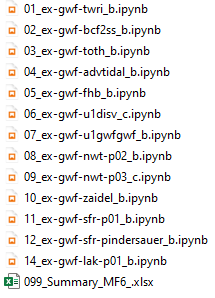 01_ex-gwf-twri_b.ipynb
02_ex-gwf-bcf2ss_b.ipynb
03_ex-gwf-toth_b.ipynb
04_ex-gwf-advtidal_b.ipynb
05_ex-gwf-fhb_b.ipynb
06_ex-gwf-u1disv_c.ipynb
07_ex-gwf-u1gwfgwf_b.ipynb
08_ex-gwf-nwt-p02_b.ipynb
09_ex-gwf-nwt-p03_c.ipynb
10_ex-gwf-zaidel_b.ipynb
11_ex-gwf-sfr-p01_b.ipynb
12_ex-gwf-sfr-pindersauer_b.ipynb
14_ex-gwf-lak-p01_b.ipynb
099_Summary_MF6_.xlsx